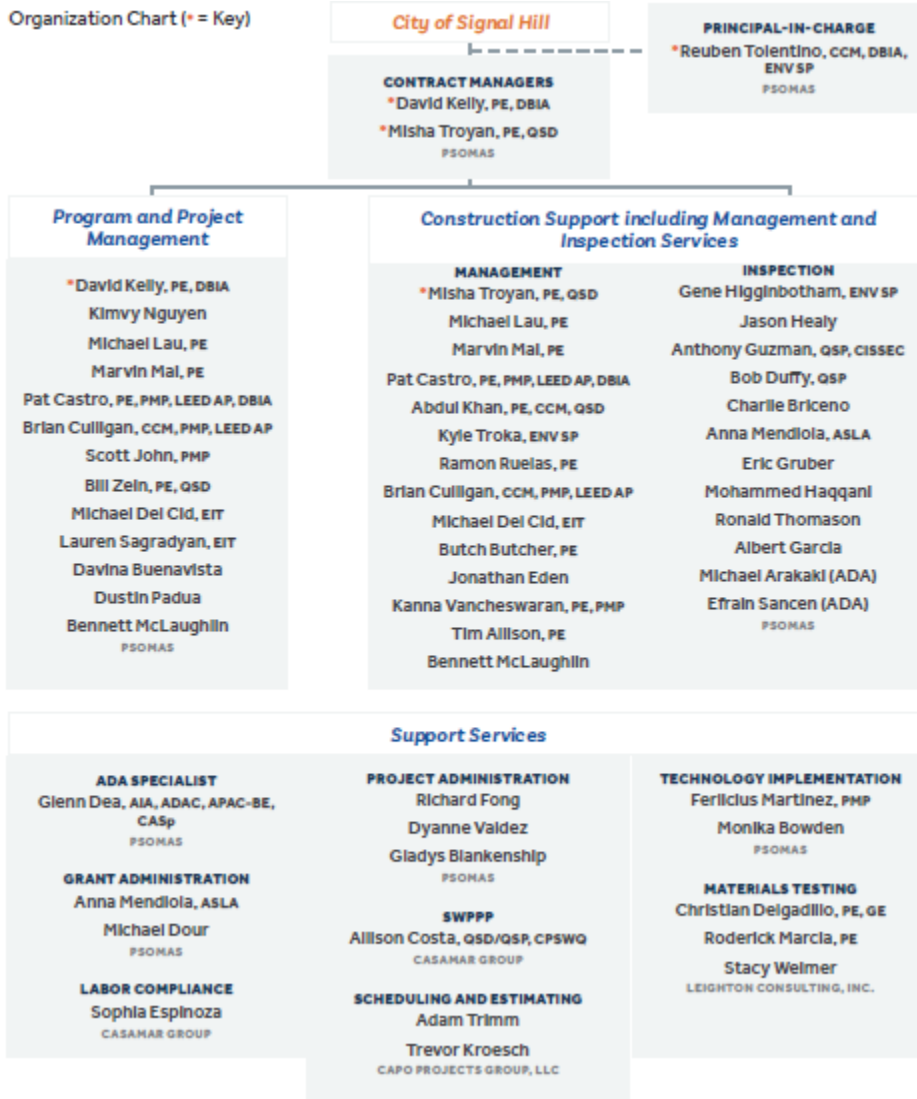 Organization Chart (* = Key)
City of Signal Hill
PRINCIPAL-IN-CHARGE
*Reuben Tolentino, CCM, DBIA,
ENV SP
PSOMAS
CONTRACT MANAGERS
*David Kelly, PE, DBIA
*Misha Troyan, PE, QSD
PSOMAS
Program and Project
Management
*David Kelly, PE, DBIA
Kimvy Nguyen
Michael Lau, PE
Marvin Mai, PE
Pat Castro, PE, PMP, LEED AP, DBIA
Brian Culligan, CCM, PMP, LEED AP
Scott John, PMP
Bill Zein, PE, QSD
Michael Del Cid, EIT
Lauren Sagradyan, EIT
Davina Buenavista
Dustin Padua
Bennett McLaughlin
PSOMAS
Construction Support including Management and
Inspection Services
MANAGEMENT
*Misha Troyan, PE, QSD
Michael Lau, PE
Marvin Mai, PE
Pat Castro, PE, PMP, LEED AP, DBIA
Abdul Khan, PE, CCM, QSD
Kyle Troka, ENV SP
Ramon Ruelas, PE
Brian Culligan, CCM, PMP, LEED AP
Michael Del Cid, EIT
Butch Butcher, PE
Jonathan Eden
Kanna Vancheswaran, PE, PMP
Tim Allison, PE
Bennett McLaughlin
INSPECTION
Gene Higginbotham, ENV SP
Jason Healy
Anthony Guzman, QSP, CISSEC
Bob Duffy, QSP
Charlie Briceno
Anna Mendiola, ASLA
Eric Gruber
Mohammed Haqqani
Ronald Thomason
Albert Garcia
Michael Arakaki (ADA)
Efrain Sancen (ADA)
PSOMAS
Support Services
ADA SPECIALIST
Glenn Dea, AIA, ADAC, APAC-BE,
CASp
PSOMAS
GRANT ADMINISTRATION
Anna Mendiola, ASLA
Michael Dour
PSOMAS
LABOR COMPLIANCE
Sophia Espinoza
CASAMAR GROUP
PROJECT ADMINISTRATION
Richard Fong
Dyanne Valdez
Gladys Blankenship
PSOMAS
SWPPP
Allison Costa, QSD/QSP, CPSWQ
CASAMAR GROUP
SCHEDULING AND ESTIMATING
Adam Trimm
Trevor Kroesch
CAPO PROJECTS GROUP, LLC
TECHNOLOGY IMPLEMENTATION
Ferlicius Martinez, PMP
Monika Bowden
PSOMAS
MATERIALS TESTING
Christian Delgadillo, PE, GE
Roderick Marcia, PE
Stacy Weimer
LEIGHTON CONSULTING, INC.